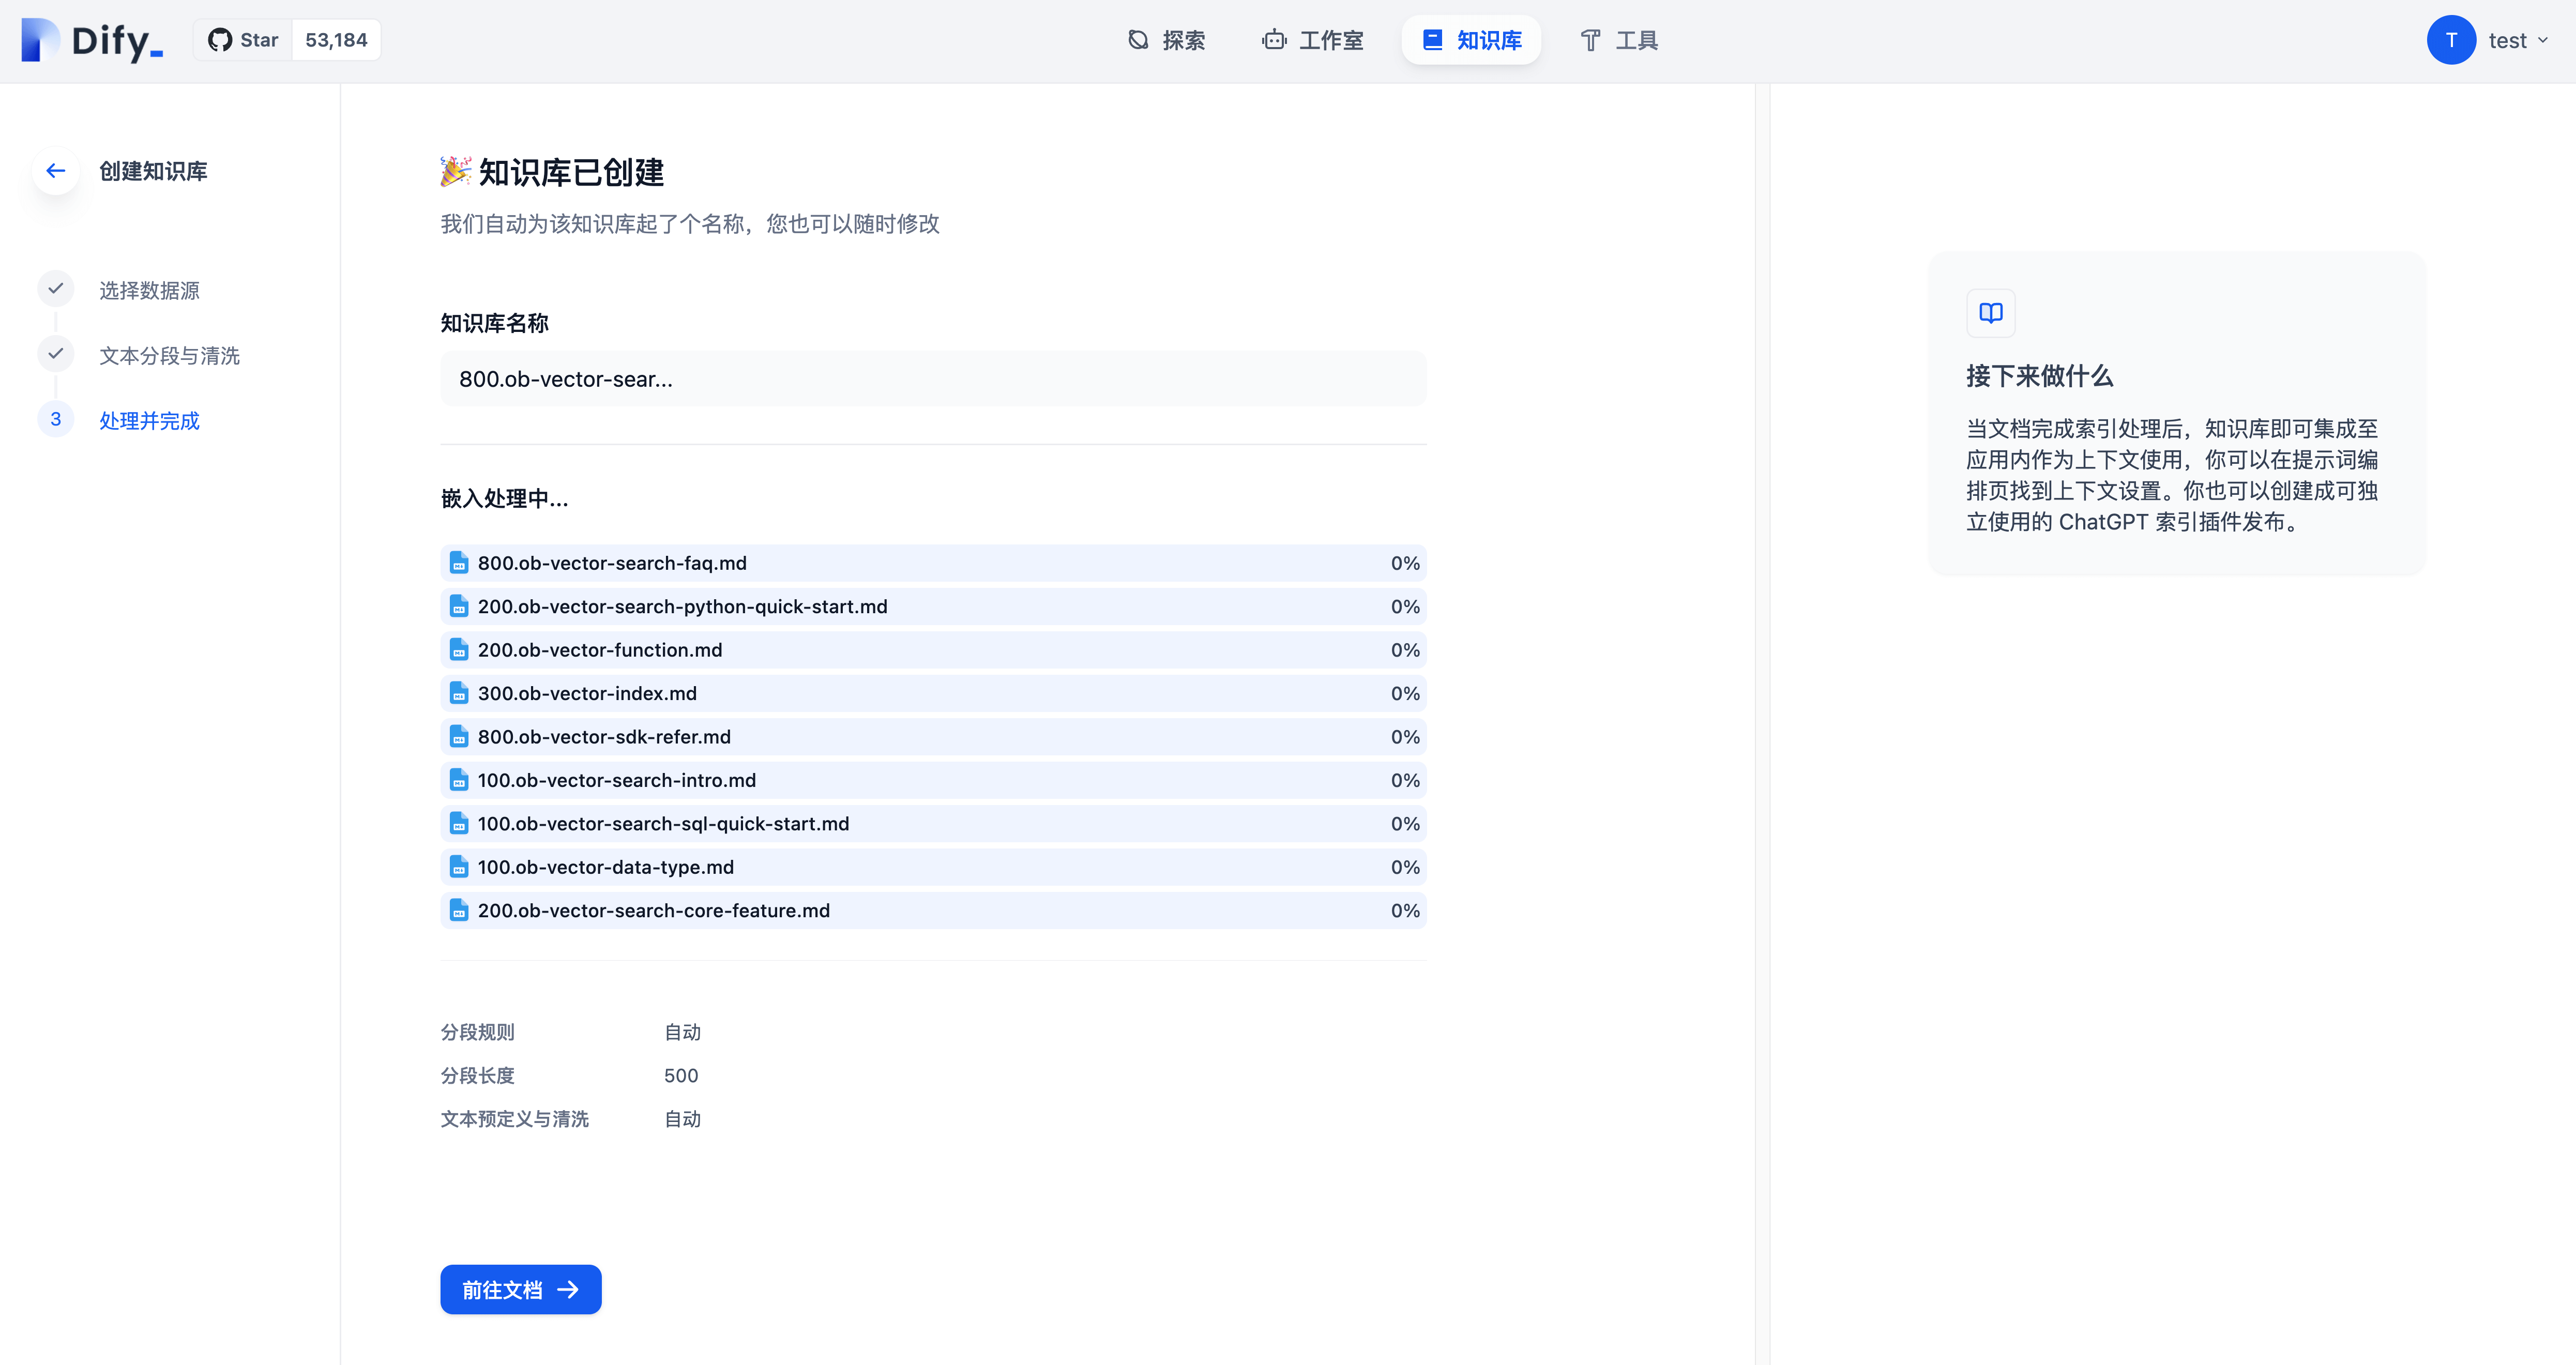 Dify_
Star 53,184
探索
工作室
知识库
工具
T
test
创建知识库
选择数据源
文本分段与清洗
3 处理并完成
🎉 知识库已创建
我们自动为该知识库起了个名称，您也可以随时修改
知识库名称
800.ob-vector-sear...
嵌入处理中...
800.ob-vector-search-faq.md 0%
200.ob-vector-search-python-quick-start.md 0%
200.ob-vector-function.md 0%
300.ob-vector-index.md 0%
800.ob-vector-sdk-refer.md 0%
100.ob-vector-search-intro.md 0%
100.ob-vector-search-sql-quick-start.md 0%
100.ob-vector-data-type.md 0%
200.ob-vector-search-core-feature.md 0%
分段规则 自动
分段长度 500
文本预定义与清洗 自动
前往文档 →
接下来做什么
当文档完成索引处理后，知识库即可集成至
应用内作为上下文使用，你可以在提示词编
排页找到上下文设置。你也可以创建成可独
立使用的 ChatGPT 索引插件发布。